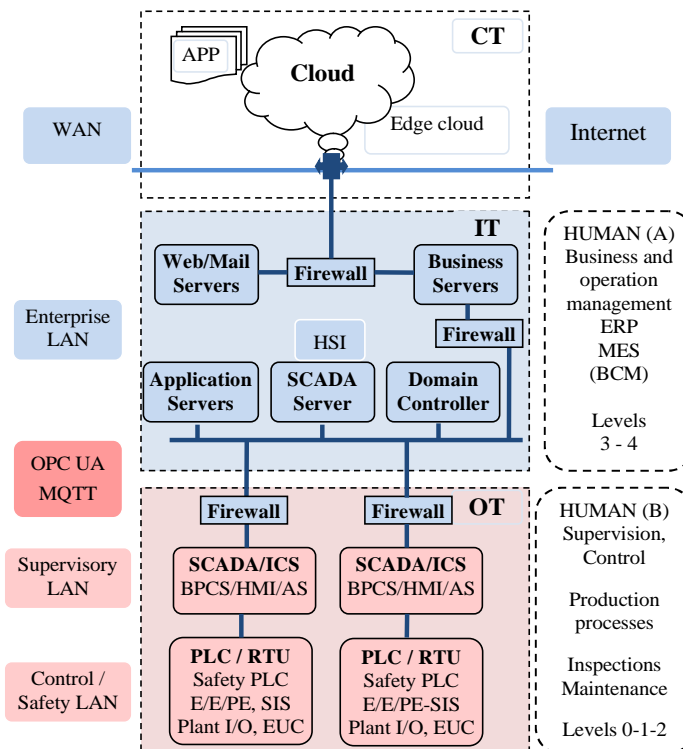 APP
Cloud
CT
WAN
Edge cloud
Internet
IT
Web/Mail
Servers
Firewall
Business
Servers
HUMAN (A)
Business and
operation
management
ERP
MES
(BCM)
Levels
3 - 4
Enterprise
LAN
Firewall
HSI
Application
Servers
SCADA
Server
Domain
Controller
OPC UA
MQTT
Firewall
Firewall
OT
HUMAN (B)
Supervision,
Control
Production
processes
Inspections
Maintenance
Levels 0-1-2
Supervisory
LAN
SCADA/ICS
BPCS/HMI/AS
SCADA/ICS
BPCS/HMI/AS
Control /
Safety LAN
PLC / RTU
Safety PLC
E/E/PE, SIS
Plant I/O, EUC
PLC / RTU
Safety PLC
E/E/PE-SIS
Plant I/O, EUC